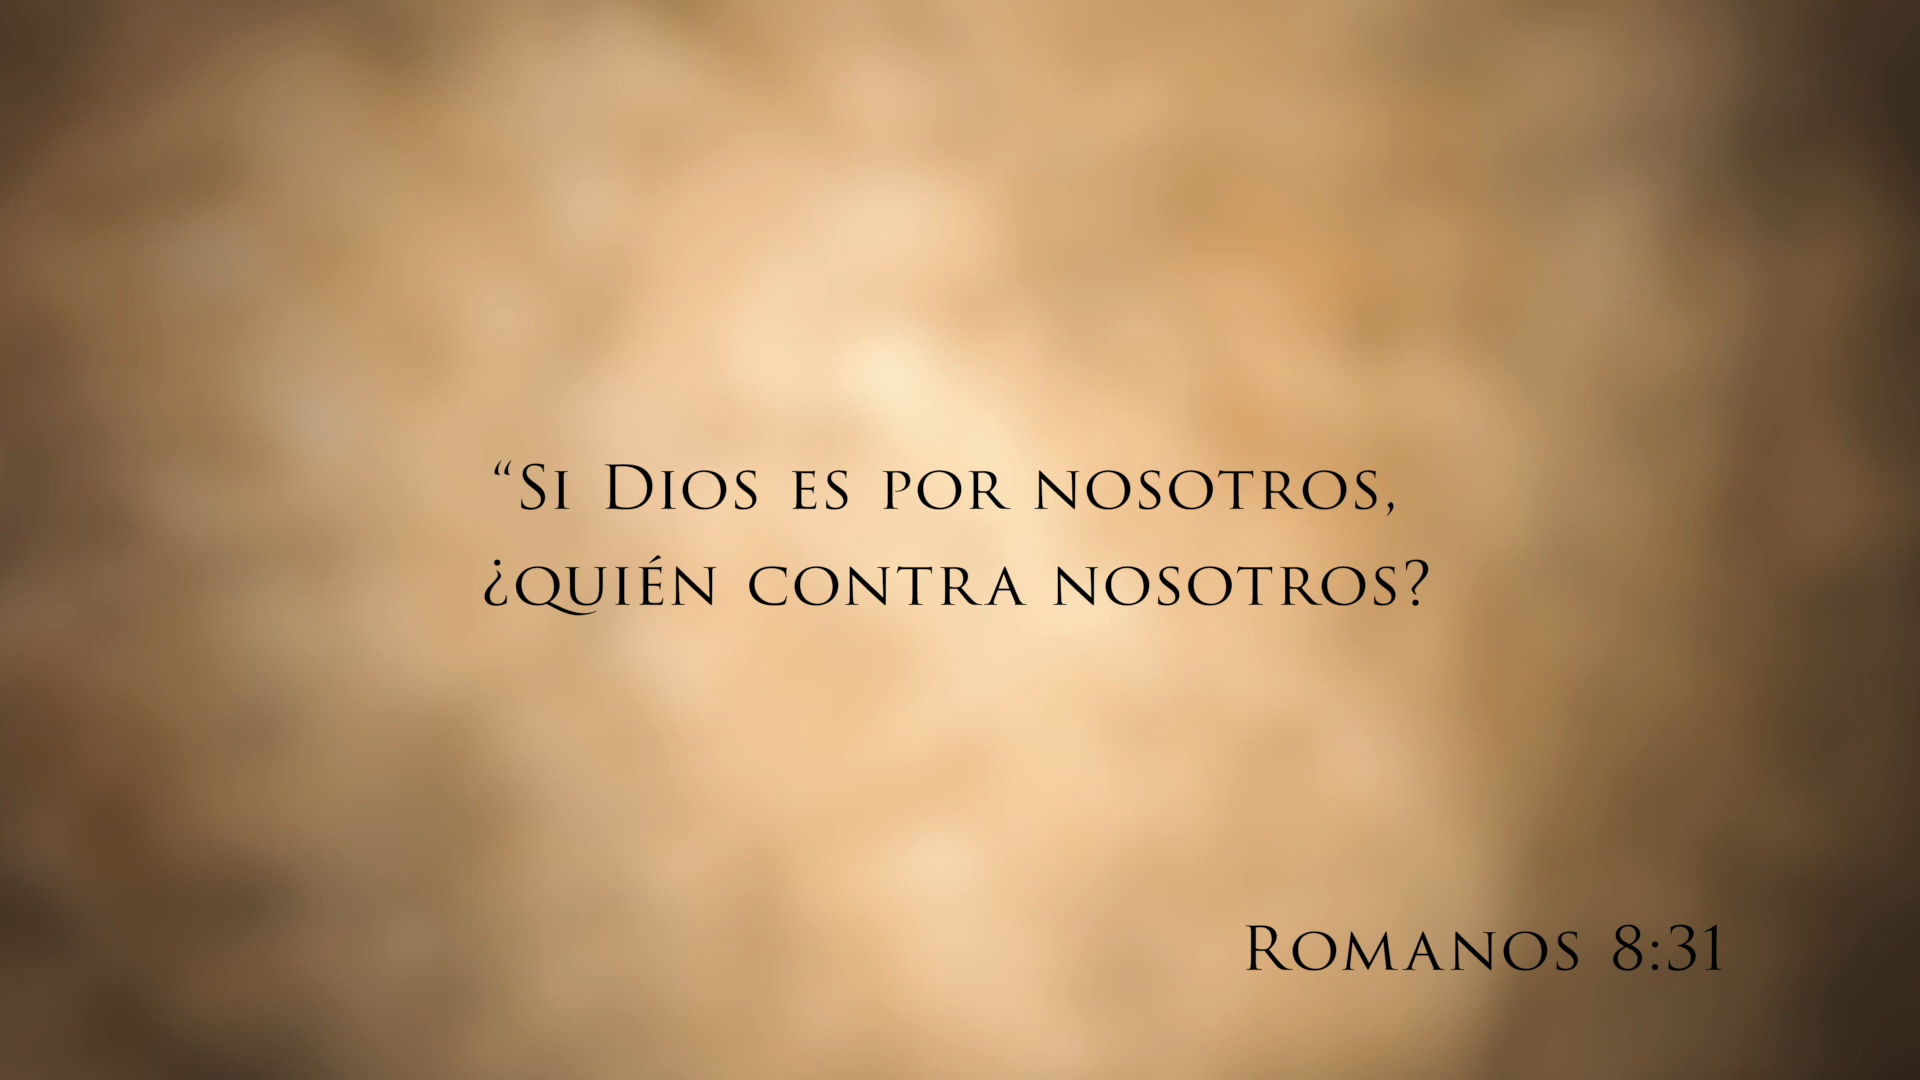 “Si Dios es por nosotros,
¿quién contra nosotros?
Romanos 8:31